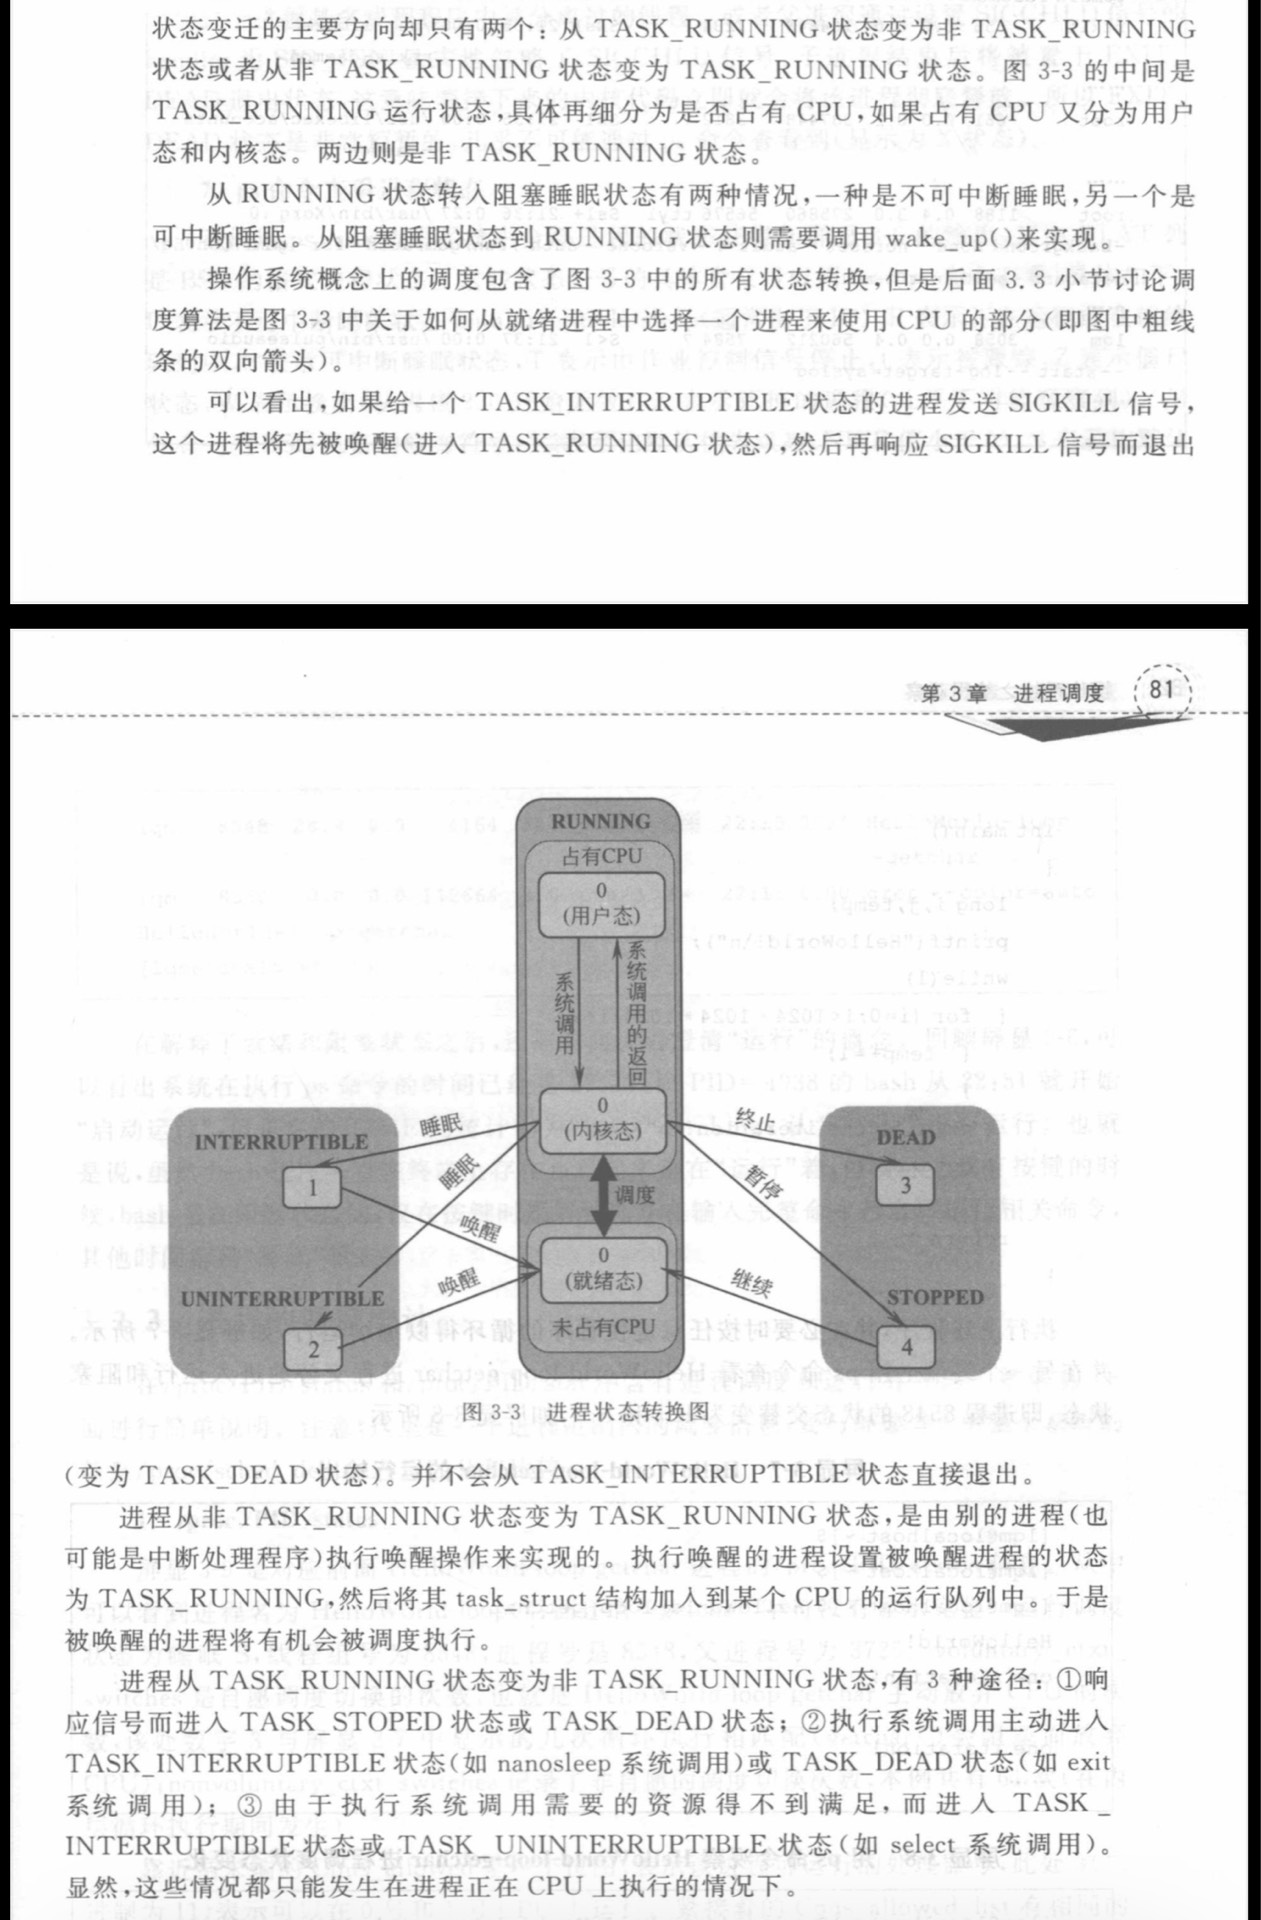 状态变迁的主要方向却只有两个：从 TASK_RUNNING 状态变为非 TASK_RUNNING
状态或者从非 TASK_RUNNING 状态变为 TASK_RUNNING 状态。图 3-3 的中间是
TASK_RUNNING 运行状态，具体再细分为是否占有 CPU，如果占有 CPU 又分为用户
态和内核态。两边则是非 TASK_RUNNING 状态。
从 RUNNING 状态转入阻塞睡眠状态有两种情况，一种是不可中断睡眠，另一个是
可中断睡眠。从阻塞睡眠状态到 RUNNING 状态则需要调用 wake_up()来实现。
操作系统概念上的调度包含了图 3-3 中的所有状态转换，但是后面 3.3 小节讨论调
度算法是图 3-3 中关于如何从就绪进程中选择一个进程来使用 CPU 的部分(即图中粗线
条的双向箭头)。
可以看出，如果给一个 TASK_INTERRUPTIBLE 状态的进程发送 SIGKILL 信号，
这个进程将先被唤醒(进入 TASK_RUNNING 状态)，然后再响应 SIGKILL 信号而退出
第 3 章 进程调度 81
RUNNING
占有CPU
0
(用户态)
系统调用
系统调用的返回
0
(内核态)
调度
0
(就绪态)
未占有CPU
INTERRUPTIBLE
1
UNINTERRUPTIBLE
2
睡眠
睡眠
唤醒
唤醒
终止
暂停
继续
DEAD
3
STOPPED
4
图 3-3 进程状态转换图
(变为 TASK_DEAD 状态)。并不会从 TASK_INTERRUPTIBLE 状态直接退出。
进程从非 TASK_RUNNING 状态变为 TASK_RUNNING 状态，是由别的进程(也
可能是中断处理程序)执行唤醒操作来实现的。执行唤醒的进程设置被唤醒进程的状态
为 TASK_RUNNING，然后将其 task_struct 结构加入到某个 CPU 的运行队列中。于是
被唤醒的进程将有机会被调度执行。
进程从 TASK_RUNNING 状态变为非 TASK_RUNNING 状态，有 3 种途径：①响
应信号而进入 TASK_STOPED 状态或 TASK_DEAD 状态；②执行系统调用主动进入
TASK_INTERRUPTIBLE 状态(如 nanosleep 系统调用)或 TASK_DEAD 状态(如 exit
系统调用)；③由于执行系统调用需要的资源得不到满足，而进入 TASK_
INTERRUPTIBLE 状态或 TASK_UNINTERRUPTIBLE 状态(如 select 系统调用)。
显然，这些情况都只能发生在进程正在 CPU 上执行的情况下。